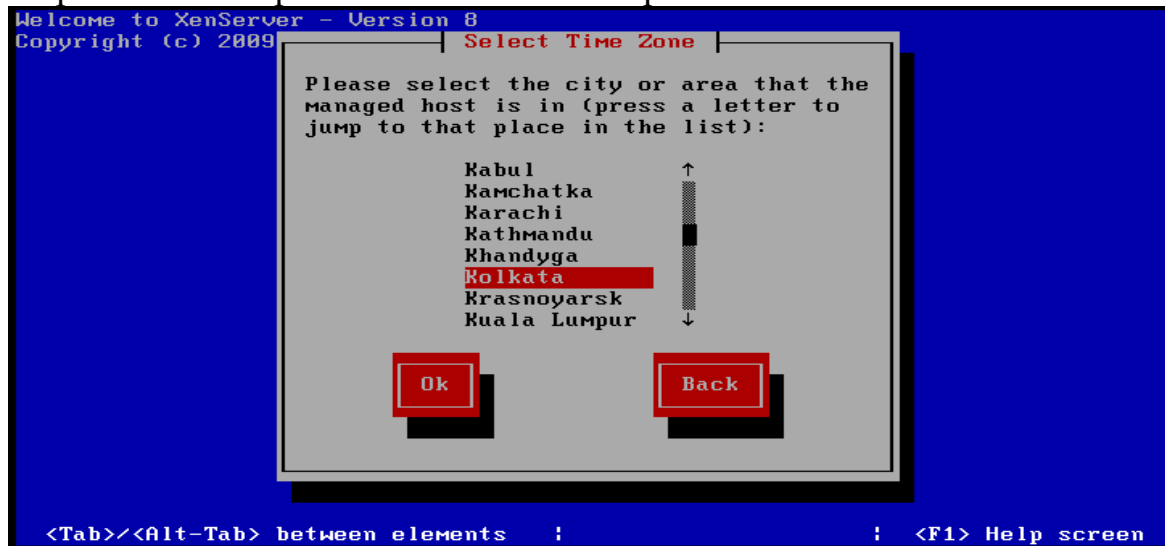 Welcome to XenServer - Version 8
Copyright (c) 2009
Select Time Zone
Please select the city or area that the
managed host is in (press a letter to
jump to that place in the list):
Kabul ↑
Kamchatka
Karachi
Kathmandu
Khandyga
Kolkata
Krasnoyarsk
Kuala Lumpur ↓
Ok Back
<Tab>/<Alt-Tab> between elements ¦ ¦ <F1> Help screen